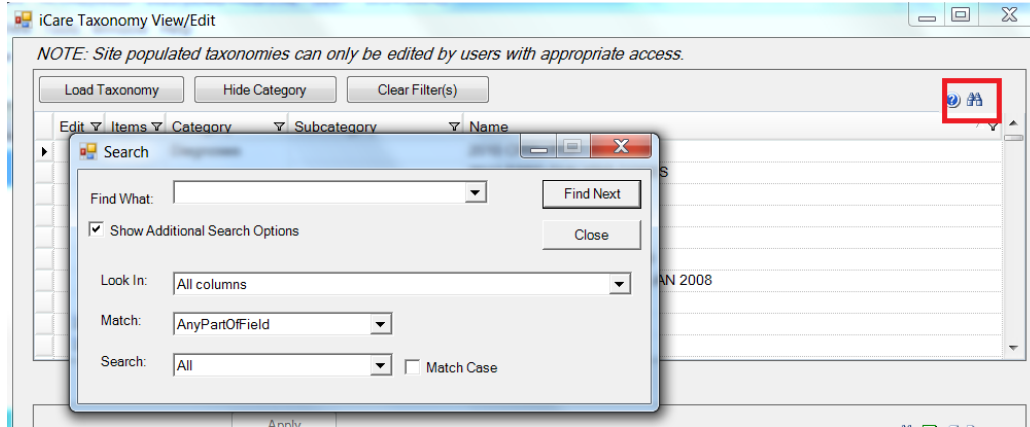 iCare Taxonomy View/Edit
NOTE: Site populated taxonomies can only be edited by users with appropriate access.
Load Taxonomy Hide Category Clear Filter(s)
Edit Items Category Subcategory Name
Search
S
Find What: Find Next
Show Additional Search Options Close
Look In: All columns
AN 2008
Match: AnyPartOfField
Search: All Match Case
Apply